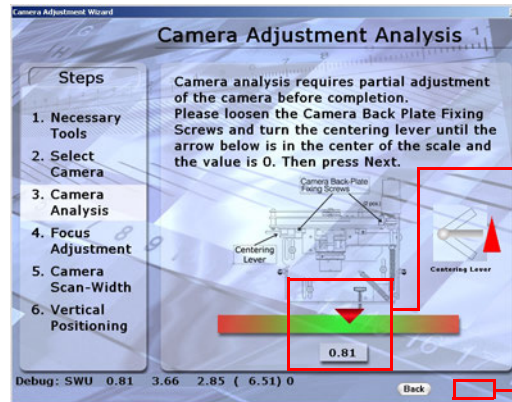 Camera Adjustment Wizard
Camera Adjustment Analysis
Steps
1. Necessary
Tools
2. Select
Camera
3. Camera
Analysis
4. Focus
Adjustment
5. Camera
Scan-Width
6. Vertical
Positioning
Camera analysis requires partial adjustment
of the camera before completion.
Please loosen the Camera Back Plate Fixing
Screws and turn the centering lever until the
arrow below is in the center of the scale and
the value is 0. Then press Next.
Camera Back-Plate
Fixing Screws
Centering
Lever
Centering Lever
0.81
Debug: SWU 0.81 3.66 2.85 ( 6.51) 0
Back